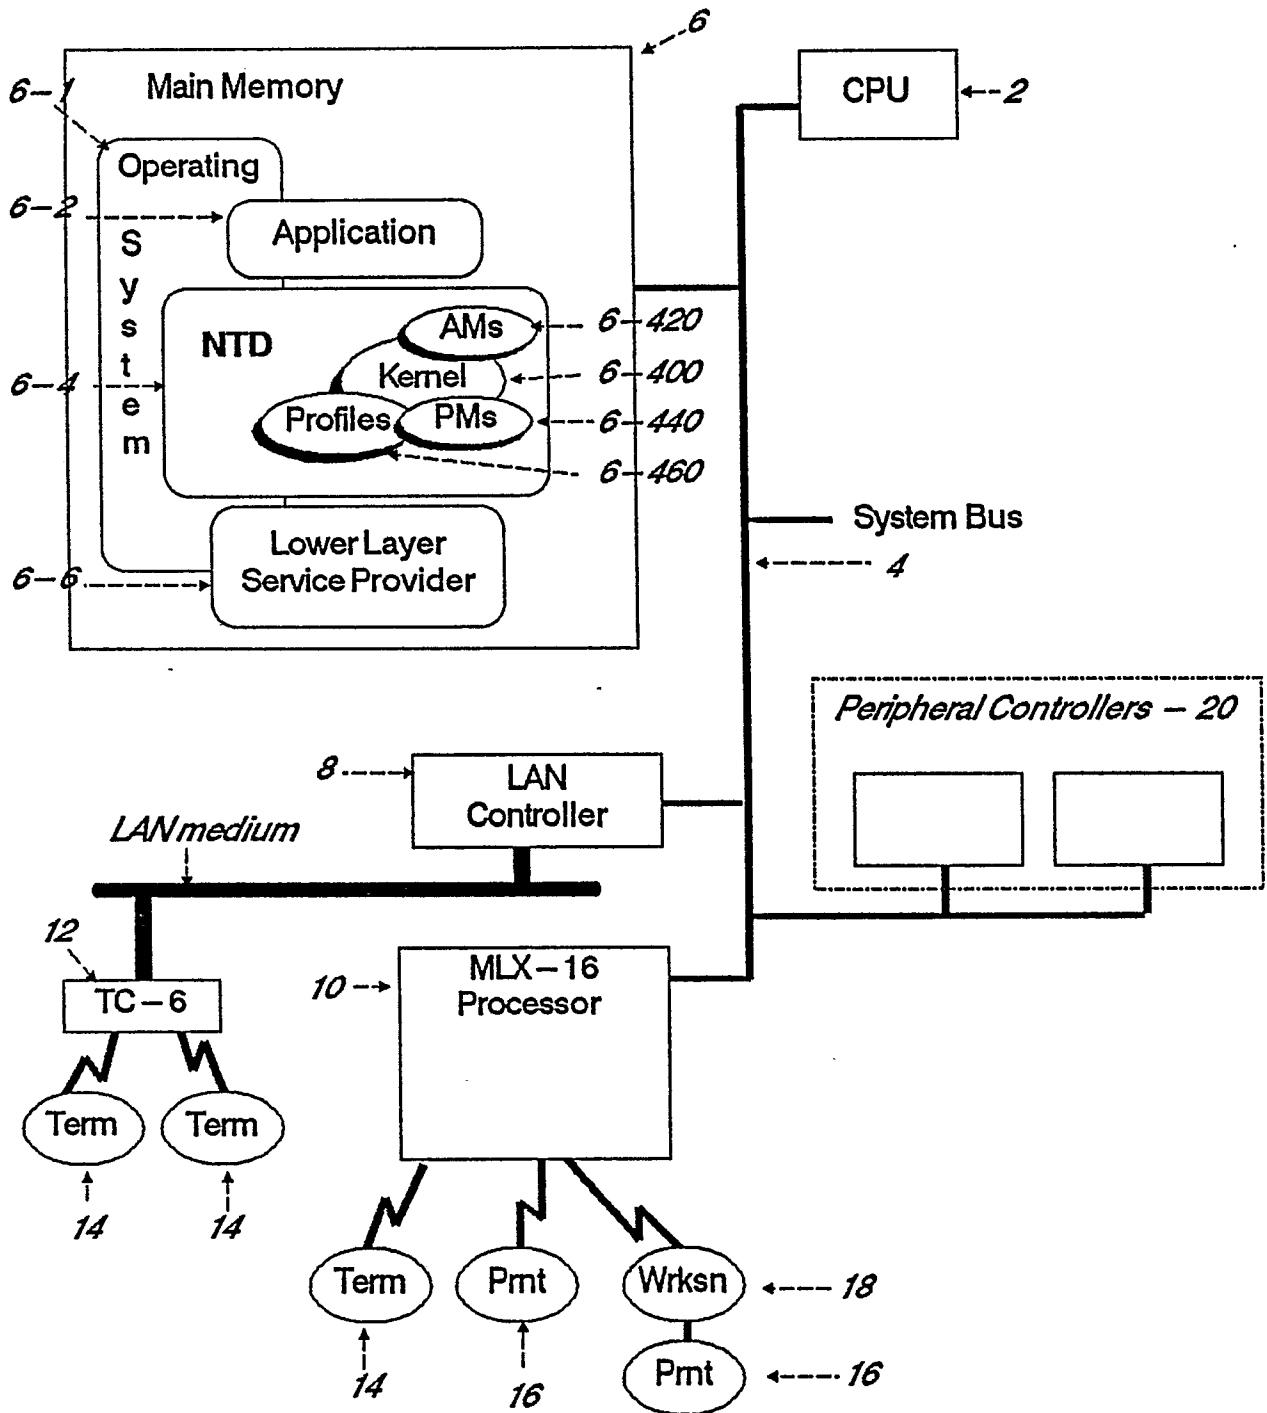 6
6-1
Main Memory
CPU
2
Operating
System
6-2
Application
NTD
AMs
6-420
6-4
Kernel
6-400
Profiles
PMs
6-440
6-460
System Bus
4
Lower Layer
Service Provider
6-6
Peripheral Controllers - 20
8
LAN
Controller
LAN medium
12
TC-6
10
MLX-16
Processor
Term
Term
14
14
Term
Prnt
Wrksn
18
14
16
Prnt
16